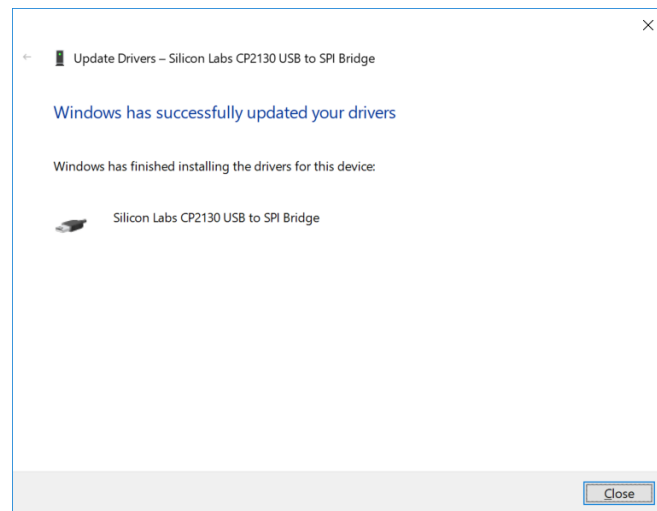 Update Drivers – Silicon Labs CP2130 USB to SPI Bridge
Windows has successfully updated your drivers
Windows has finished installing the drivers for this device:
Silicon Labs CP2130 USB to SPI Bridge
Close